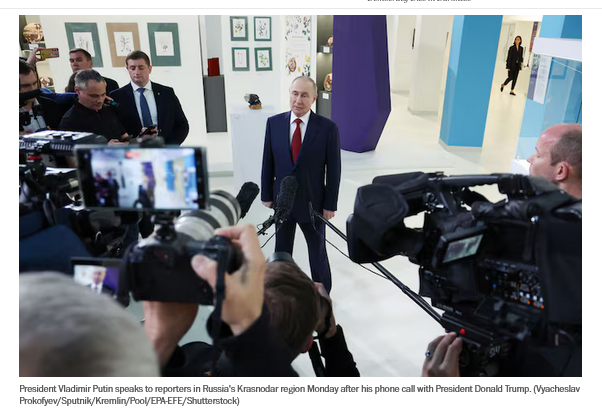 President Vladimir Putin speaks to reporters in Russia's Krasnodar region Monday after his phone call with President Donald Trump. (Vyacheslav
Prokofyev/Sputnik/Kremlin/Pool/EPA-EFE/Shutterstock)